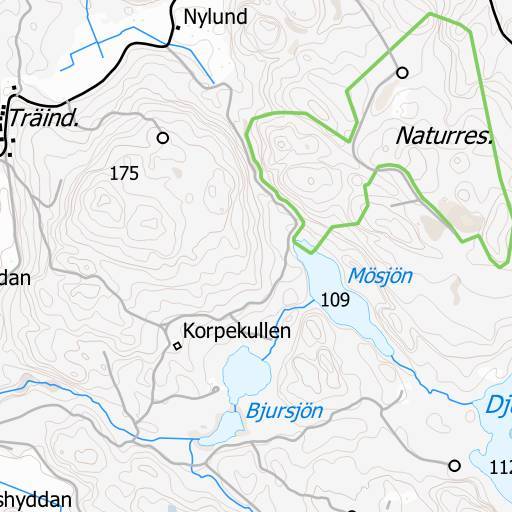 Nylund
Träind.
Naturres.
175
dan
Mösjön
109
Korpekullen
Bjursjön
Dj
112
shyddan